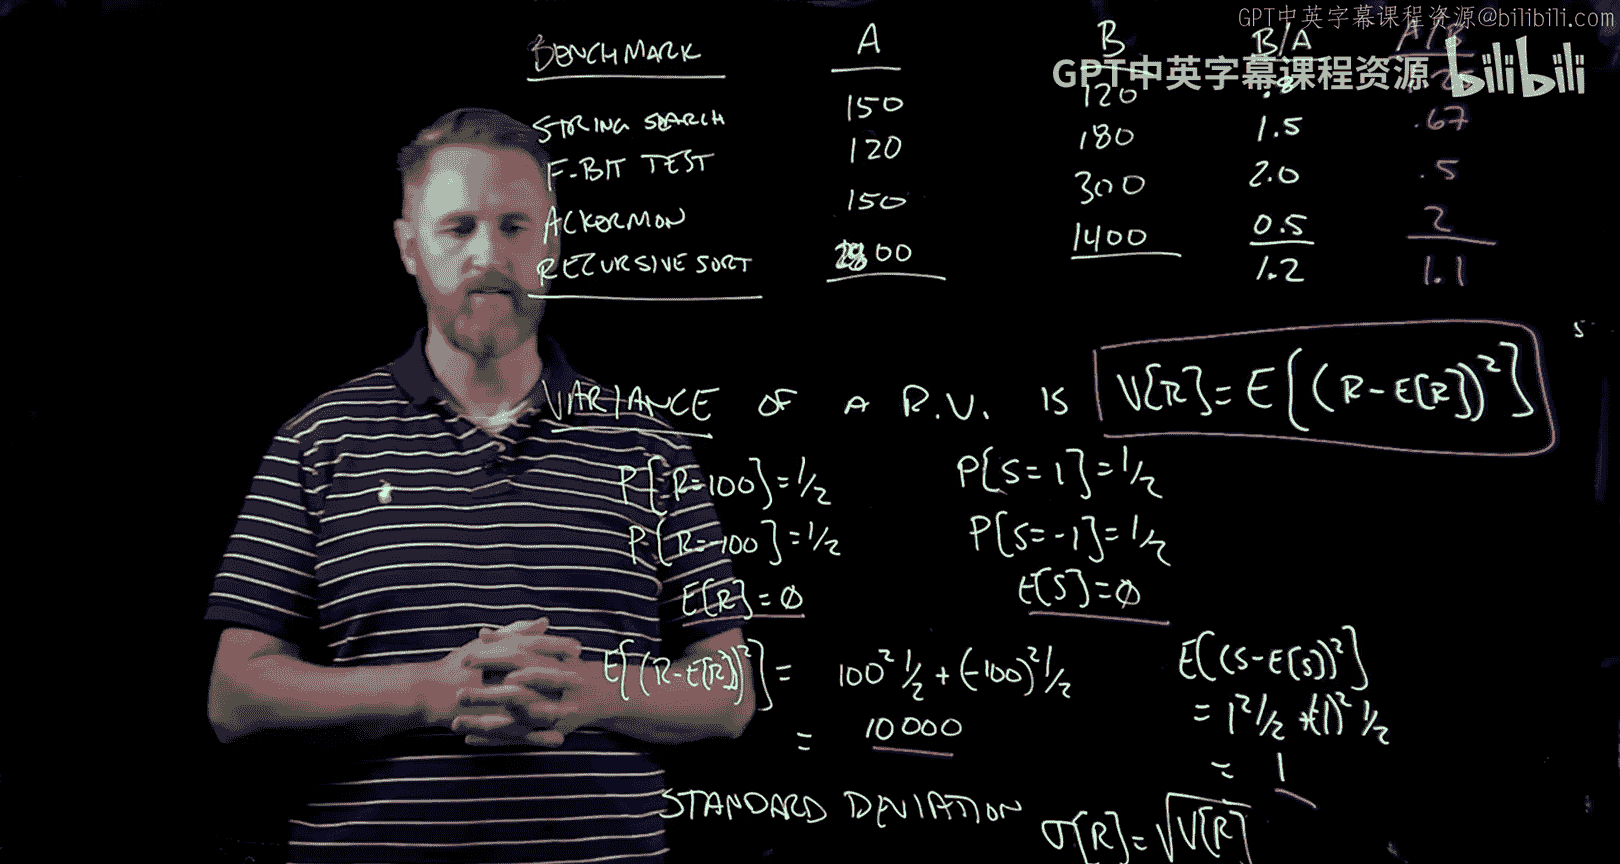 GPT中英字幕课程资源@bilibili.com
GPT中英字幕课程资源 bilibili
BENCHMARK A B B/A A/B
STRING SEARCH 150 120 .8
F-BIT TEST 120 180 1.5 .67
ACKERMON 150 300 2.0 .5
RECURSIVE SORT 00 1400 0.5 2
1.2 1.1
VARIANCE OF A R.V. IS V[R]=E[(R-E[R])²]
P[R=100]=1/2 P[S=1]=1/2
P[R=-100]=1/2 P[S=-1]=1/2
E[R]=0 E[S]=0
E[(R-E[R])²]= 100² 1/2 + (-100)² 1/2 E[(S-E[S])²]
= 10000 = 1² 1/2 + (-1)² 1/2
= 1
STANDARD DEVIATION σ[R]=√V[R]